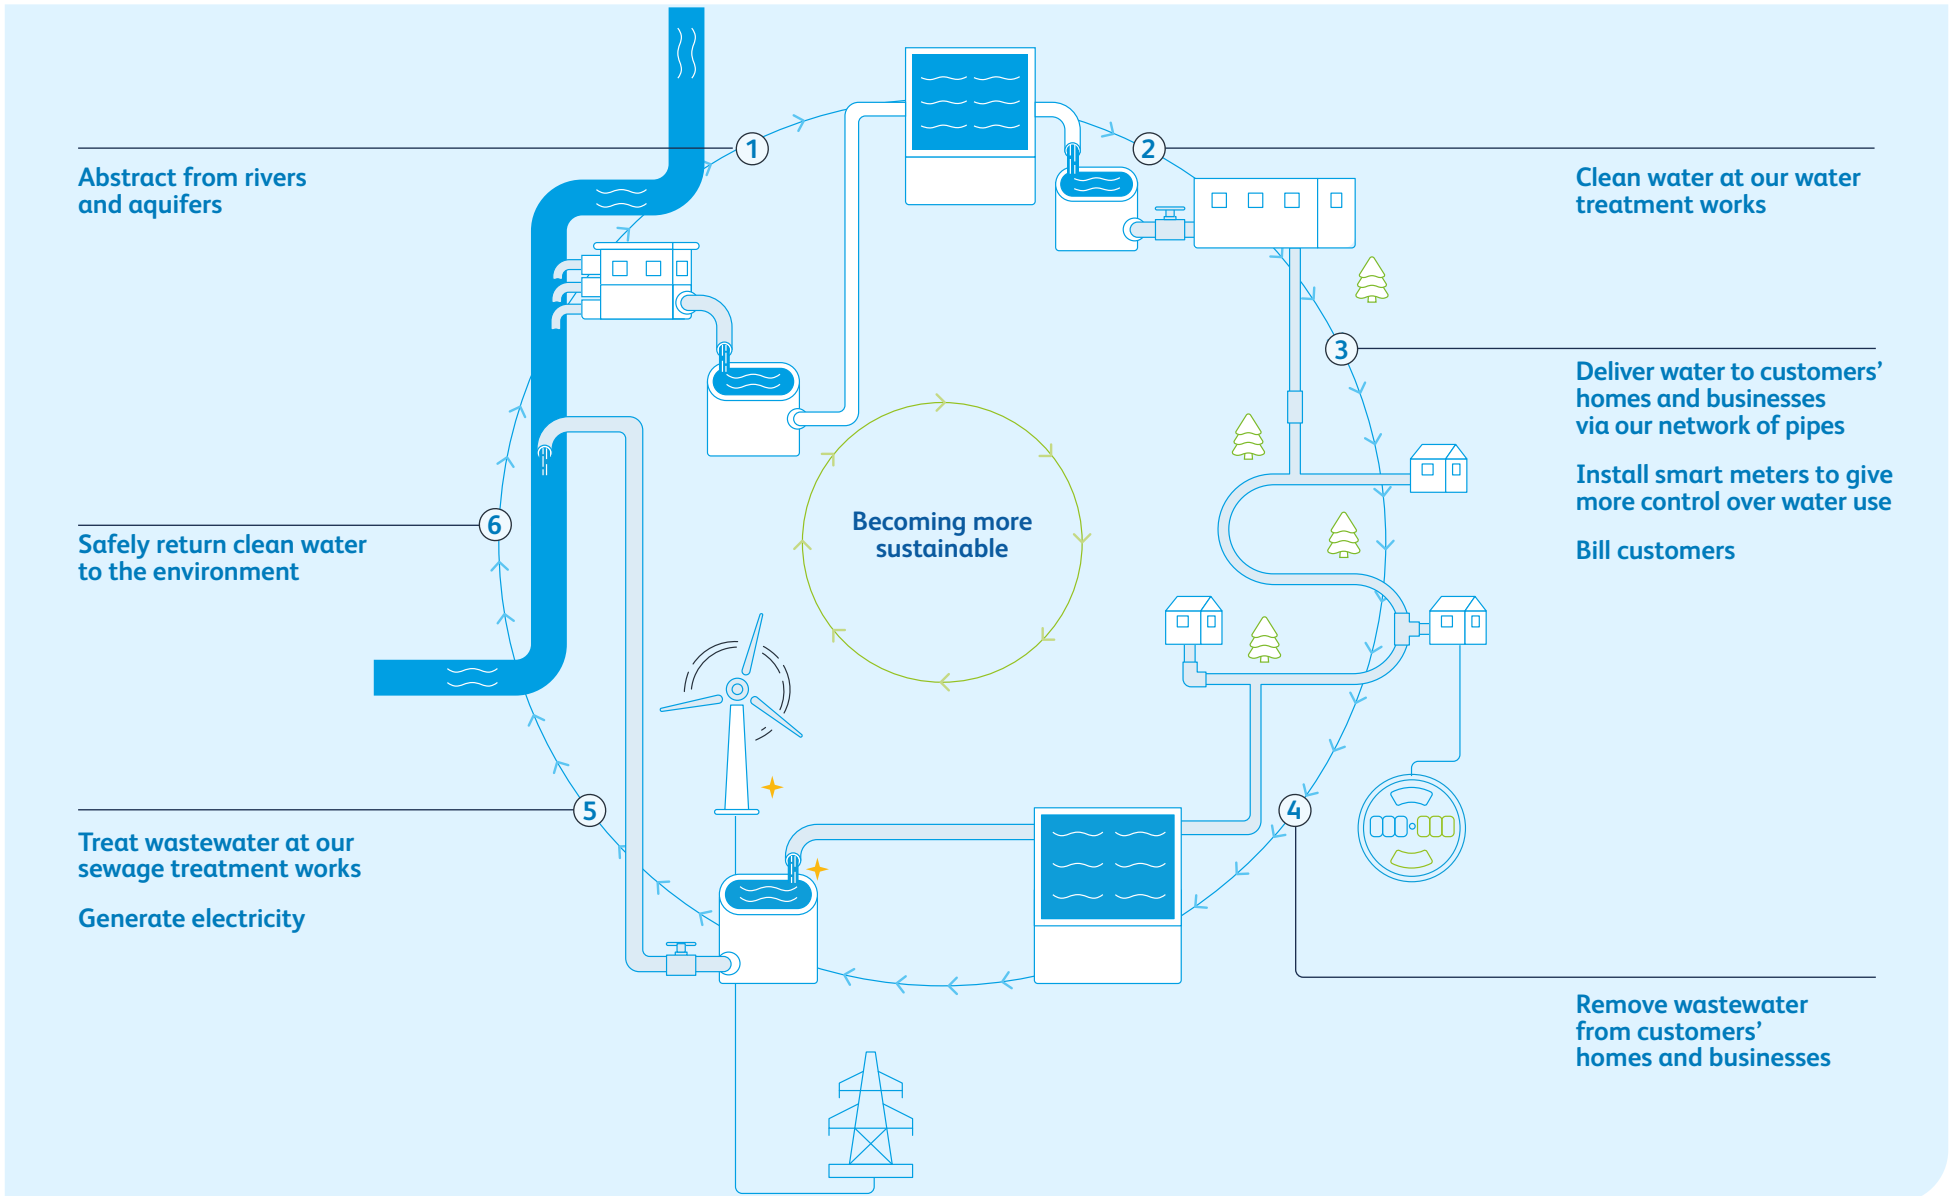 1
Abstract from rivers
and aquifers
2
Clean water at our water
treatment works
3
Deliver water to customers’
homes and businesses
via our network of pipes
Install smart meters to give
more control over water use
Bill customers
4
Remove wastewater
from customers’
homes and businesses
5
Treat wastewater at our
sewage treatment works
Generate electricity
6
Safely return clean water
to the environment
Becoming more
sustainable